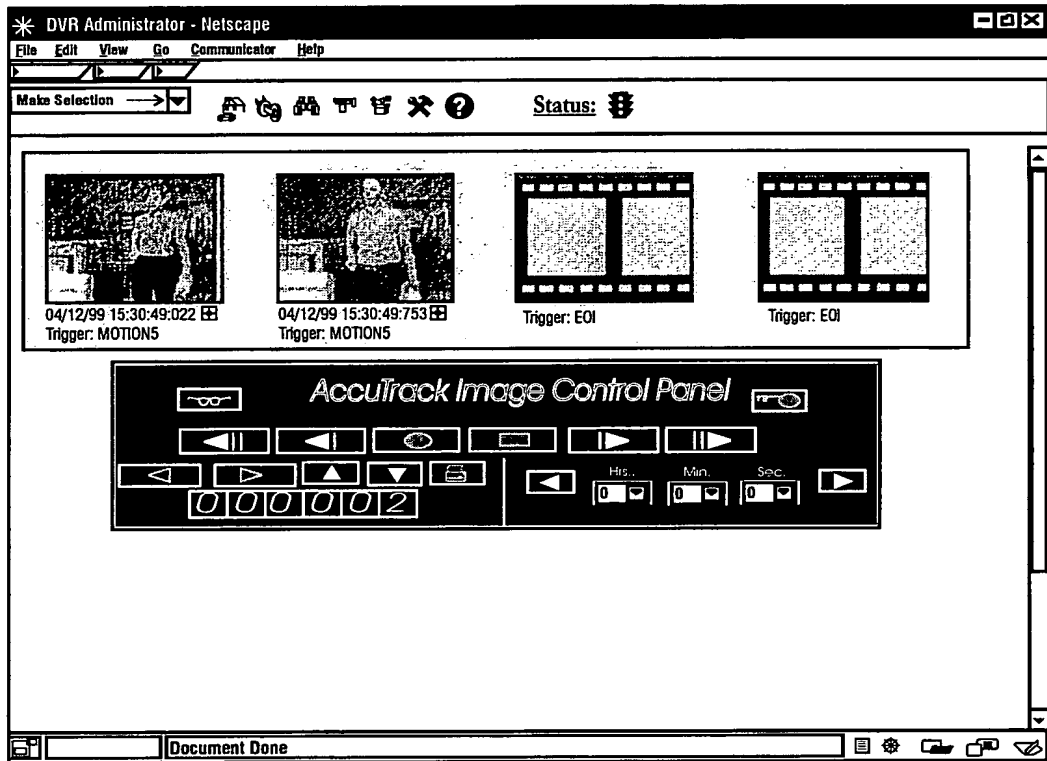 DVR Administrator - Netscape
File Edit View Go Communicator Help
Make Selection
Status:
04/12/99 15:30:49:022
Trigger: MOTION5
04/12/99 15:30:49:753
Trigger: MOTION5
Trigger: EOI
Trigger: EOI
AccuTrack Image Control Panel
Hrs.. Min. Sec.
0 0 0
000002
Document Done